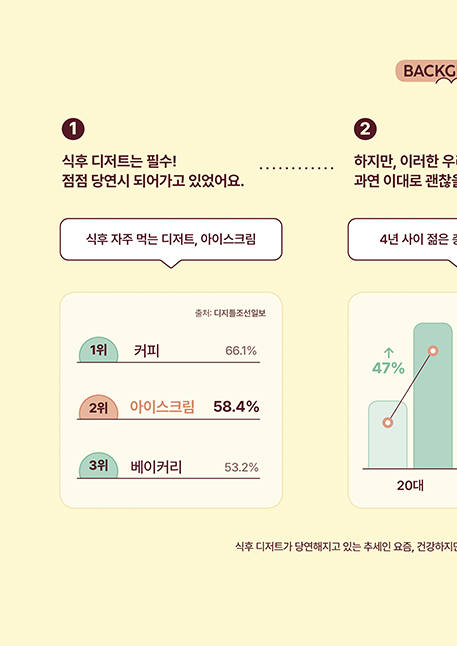 BACKG
1
식후 디저트는 필수!
점점 당연시 되어가고 있었어요.
식후 자주 먹는 디저트, 아이스크림
출처: 디지틀조선일보
1위 커피 66.1%
2위 아이스크림 58.4%
3위 베이커리 53.2%
2
하지만, 이러한 우
과연 이대로 괜찮을
4년 사이 젊은
↑
47%
20대
식후 디저트가 당연해지고 있는 추세인 요즘, 건강하지만